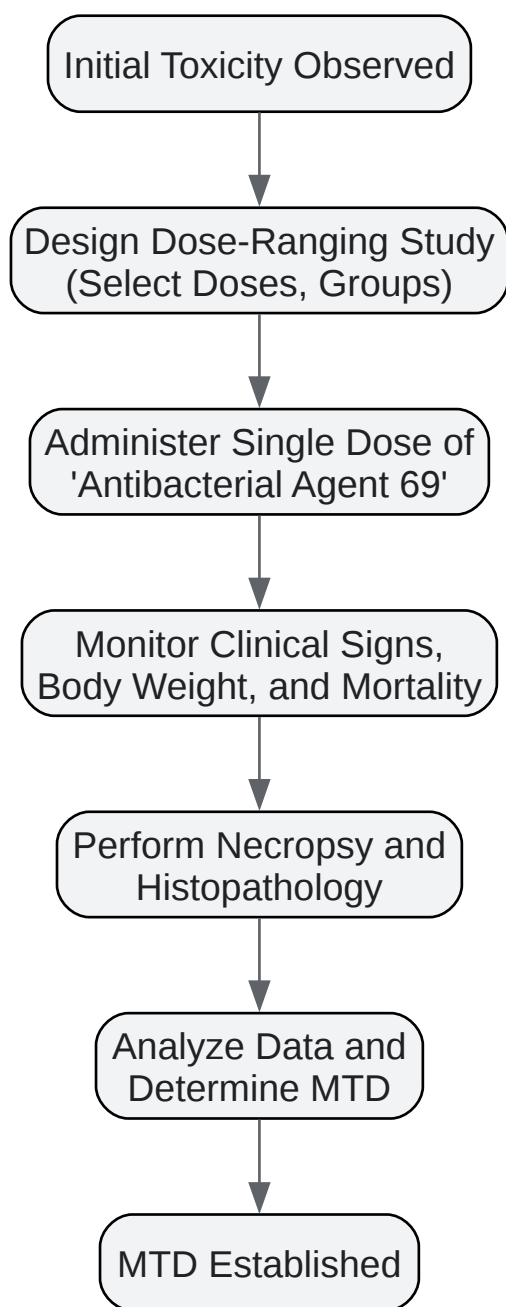 Initial Toxicity Observed
Design Dose-Ranging Study
(Select Doses, Groups)
Administer Single Dose of
'Antibacterial Agent 69'
Monitor Clinical Signs,
Body Weight, and Mortality
Perform Necropsy and
Histopathology
Analyze Data and
Determine MTD
MTD Established